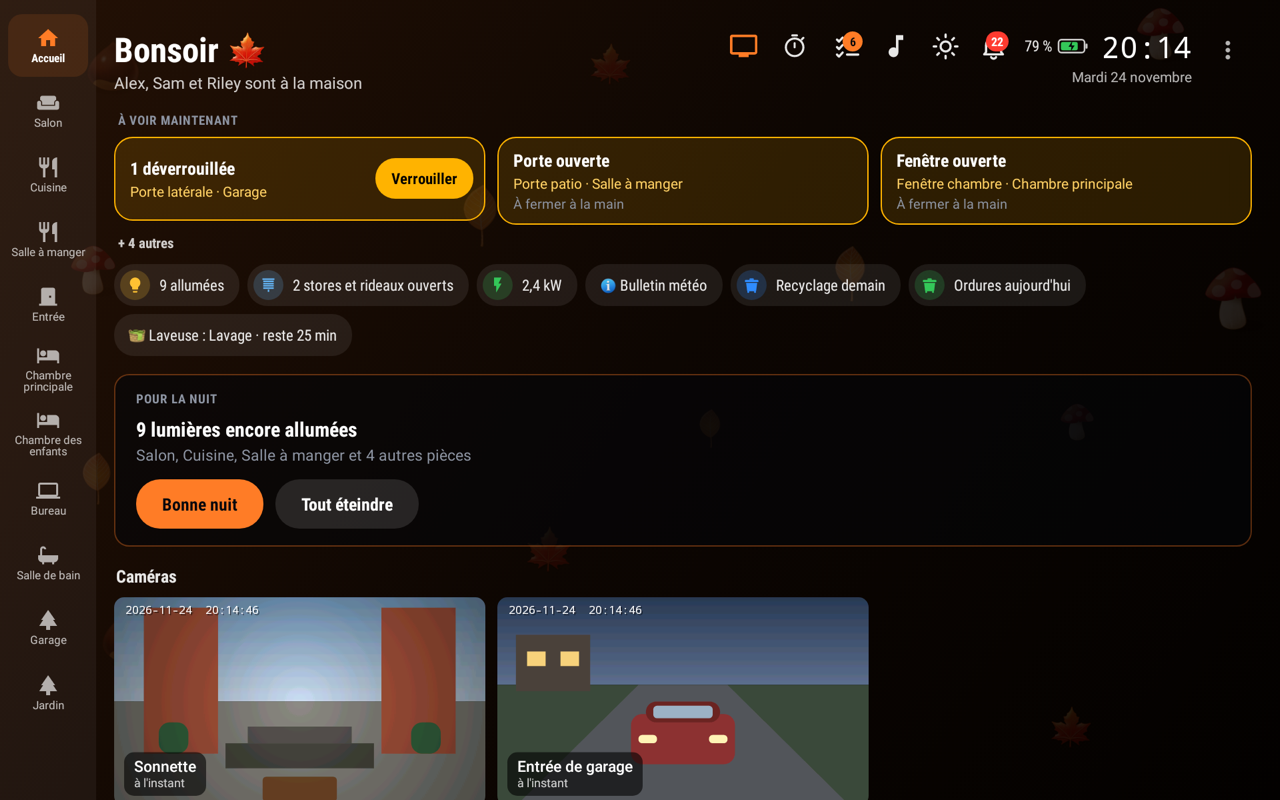 Accueil
Salon
Cuisine
Salle à manger
Entrée
Chambre
principale
Chambre des
enfants
Bureau
Salle de bain
Garage
Jardin
Bonsoir
Alex, Sam et Riley sont à la maison
6
22
79 %
20:14
Mardi 24 novembre
À VOIR MAINTENANT
1 déverrouillée
Porte latérale · Garage
Verrouiller
Porte ouverte
Porte patio · Salle à manger
À fermer à la main
Fenêtre ouverte
Fenêtre chambre · Chambre principale
À fermer à la main
+ 4 autres
9 allumées
2 stores et rideaux ouverts
2,4 kW
Bulletin météo
Recyclage demain
Ordures aujourd'hui
Laveuse : Lavage · reste 25 min
POUR LA NUIT
9 lumières encore allumées
Salon, Cuisine, Salle à manger et 4 autres pièces
Bonne nuit
Tout éteindre
Caméras
2026-11-24 20:14:46
Sonnette
à l'instant
2026-11-24 20:14:46
Entrée de garage
à l'instant